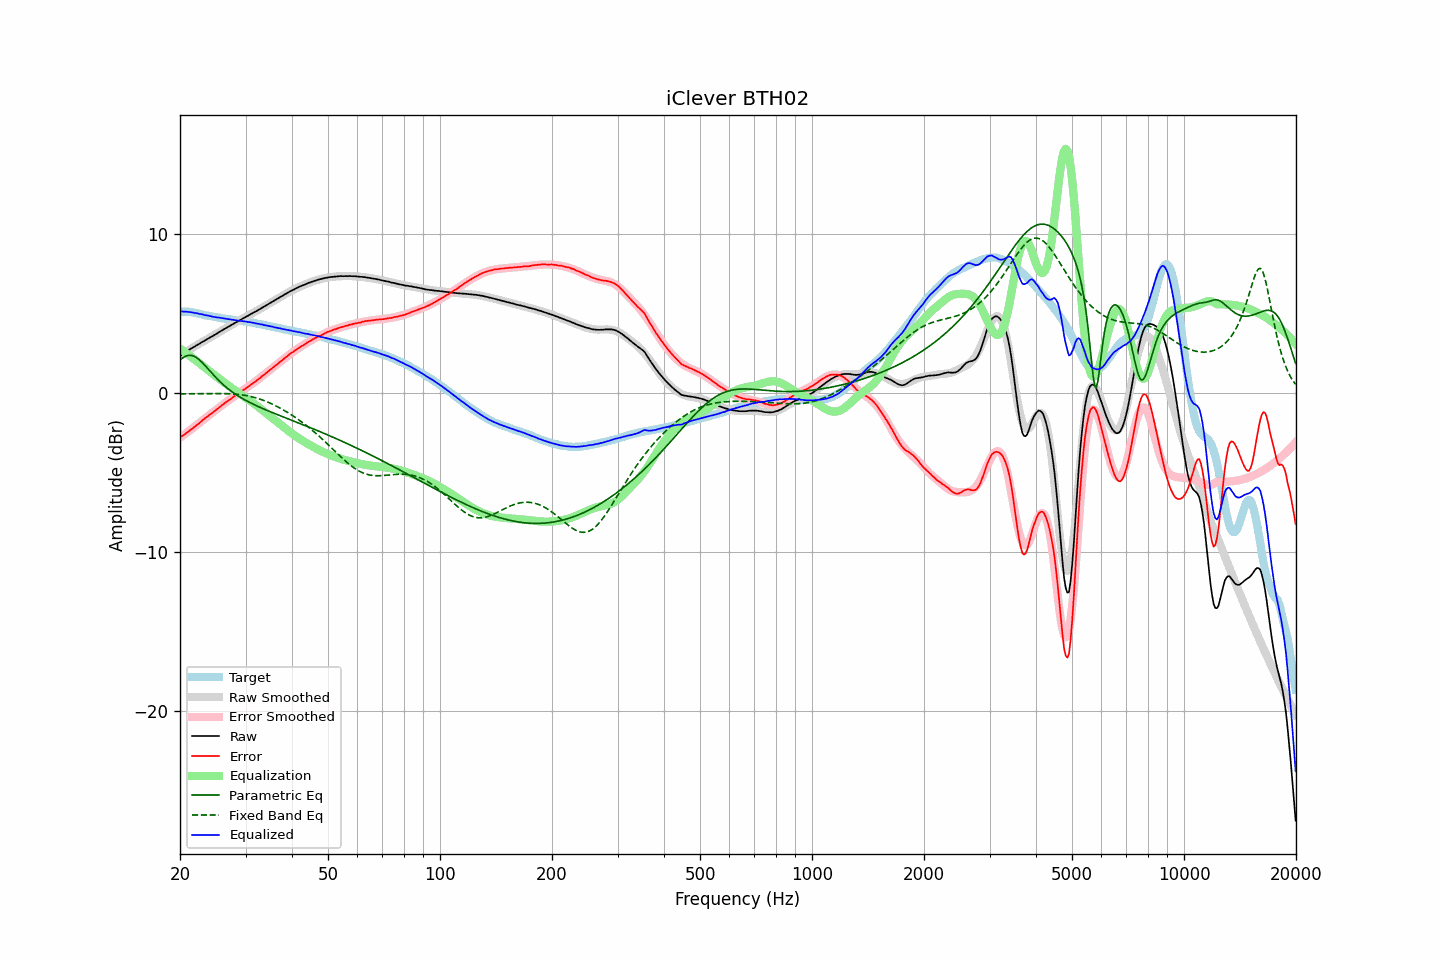 iClever BTH02
Amplitude (dBr)
10
0
−10
−20
Target
Raw Smoothed
Error Smoothed
Raw
Error
Equalization
Parametric Eq
Fixed Band Eq
Equalized
20 50 100 200 500 1000 2000 5000 10000 20000
Frequency (Hz)